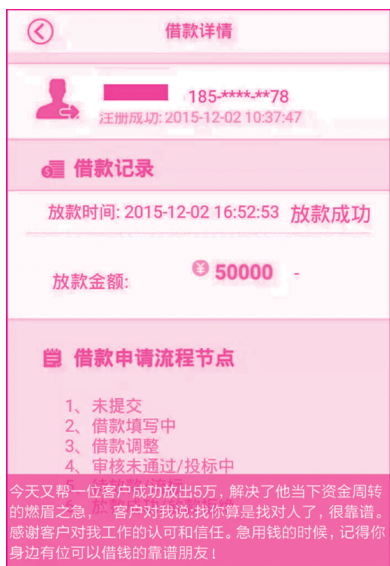 借款详情
185-****-**78
注册成功: 2015-12-02 10:37:47
借款记录
放款时间: 2015-12-02 16:52:53 放款成功
放款金额: ¥ 50000 -
借款申请流程节点
1、未提交
2、借款填写中
3、借款调整
4、审核未通过/投标中
今天又帮一位客户成功放出5万，解决了他当下资金周转
的燃眉之急， 客户对我说:找你算是找对人了，很靠谱。
感谢客户对我工作的认可和信任。急用钱的时候，记得你
身边有位可以借钱的靠谱朋友！